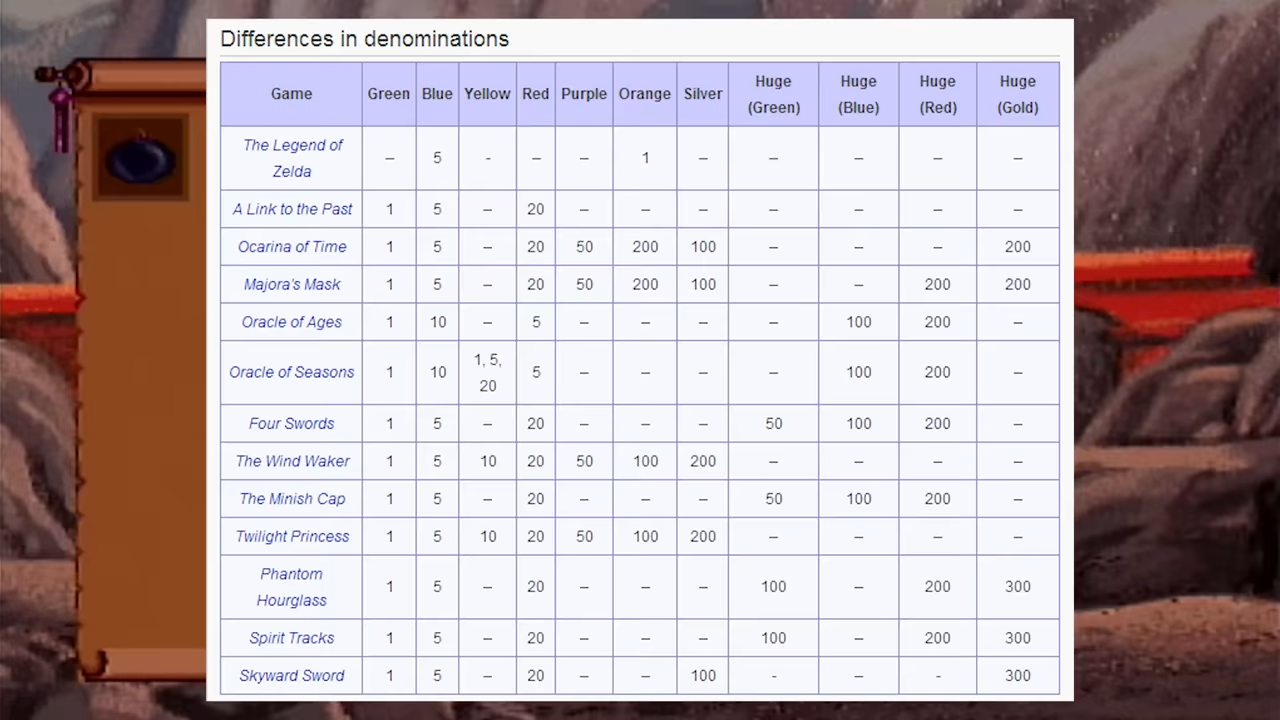 Differences in denominations
Game Green Blue Yellow Red Purple Orange Silver Huge (Green) Huge (Blue) Huge (Red) Huge (Gold)
The Legend of Zelda – 5 - – – 1 – – – – –
A Link to the Past 1 5 – 20 – – – – – – –
Ocarina of Time 1 5 – 20 50 200 100 – – – 200
Majora's Mask 1 5 – 20 50 200 100 – – 200 200
Oracle of Ages 1 10 – 5 – – – – 100 200 –
Oracle of Seasons 1 10 1, 5, 20 5 – – – – 100 200 –
Four Swords 1 5 – 20 – – – 50 100 200 –
The Wind Waker 1 5 10 20 50 100 200 – – – –
The Minish Cap 1 5 – 20 – – – 50 100 200 –
Twilight Princess 1 5 10 20 50 100 200 – – – –
Phantom Hourglass 1 5 – 20 – – – 100 – 200 300
Spirit Tracks 1 5 – 20 – – – 100 – 200 300
Skyward Sword 1 5 – 20 – – 100 - – - 300